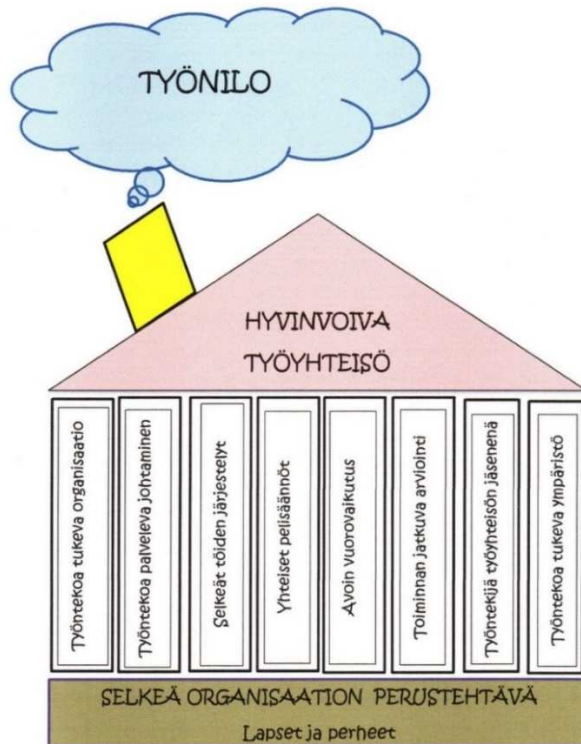 TYÖNILO
HYVINVOIVA
TYÖYHTEISÖ
Työntekoa tukeva organisaatio
Työntekoa palveleva johtaminen
Selkeät töiden järjestelyt
Yhteiset pelisäännöt
Avoin vuorovaikutus
Toiminnan jatkuva arviointi
Työntekijä työyhteisön jäsenenä
Työntekoa tukeva ympäristö
SELKEÄ ORGANISAATION PERUSTEHTÄVÄ
Lapset ja perheet